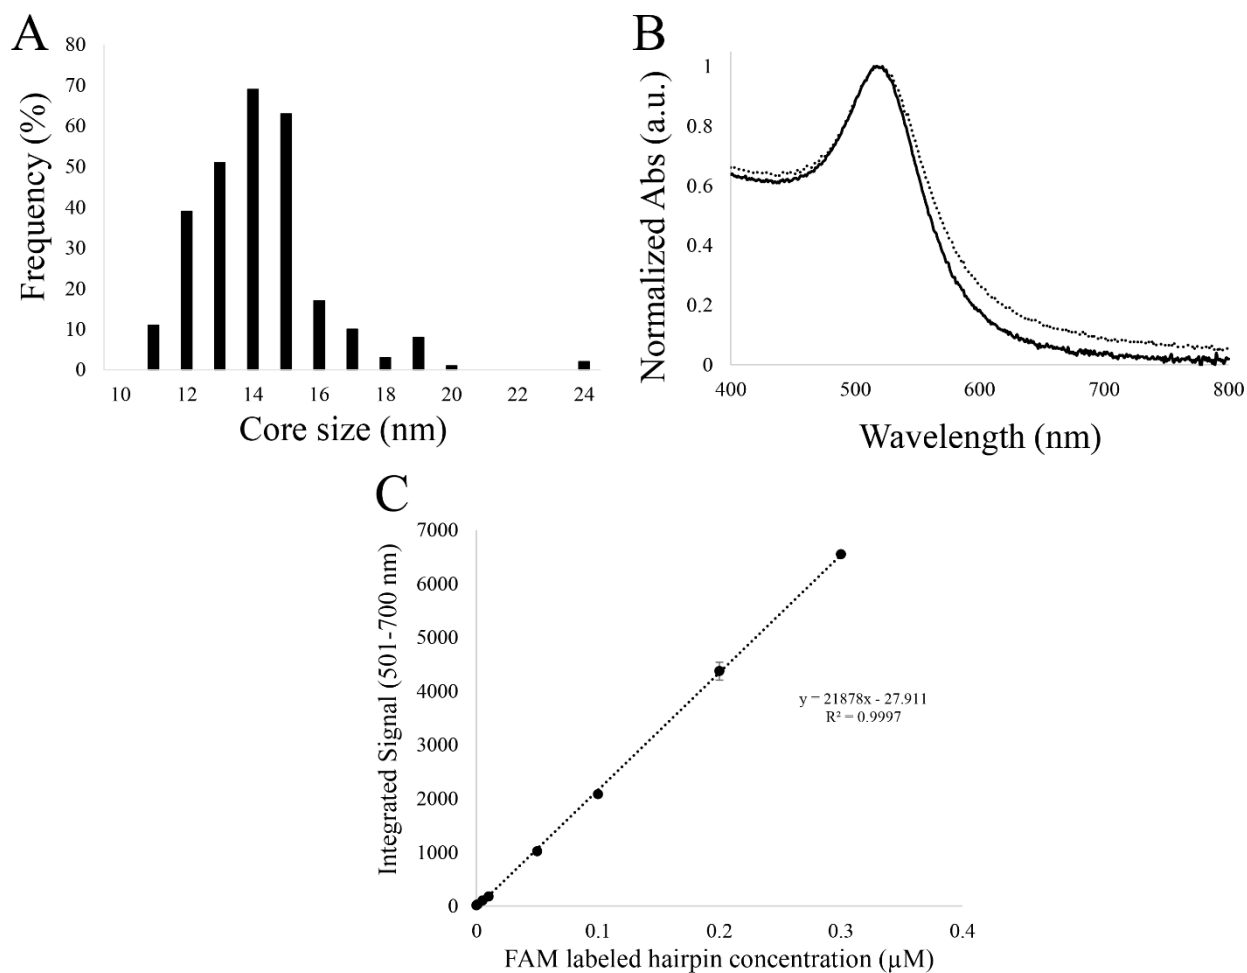 A
80
70
60
50
40
30
20
10
0
Frequency (%)
10 12 14 16 18 20 22 24
Core size (nm)
B
1
0.8
0.6
0.4
0.2
0
Normalized Abs (a.u.)
400 500 600 700 800
Wavelength (nm)
C
7000
6000
5000
4000
3000
2000
1000
0
Integrated Signal (501-700 nm)
y = 21878x - 27.911
R² = 0.9997
0 0.1 0.2 0.3 0.4
FAM labeled hairpin concentration (µM)